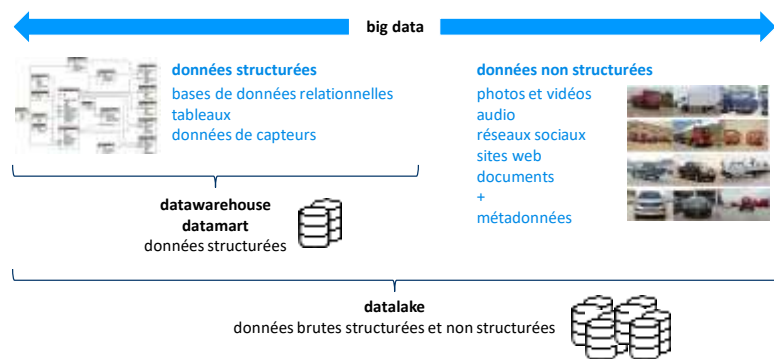 big data
données structurées
bases de données relationnelles
tableaux
données de capteurs
données non structurées
photos et vidéos
audio
réseaux sociaux
sites web
documents
+
métadonnées
datawarehouse
datamart
données structurées
datalake
données brutes structurées et non structurées